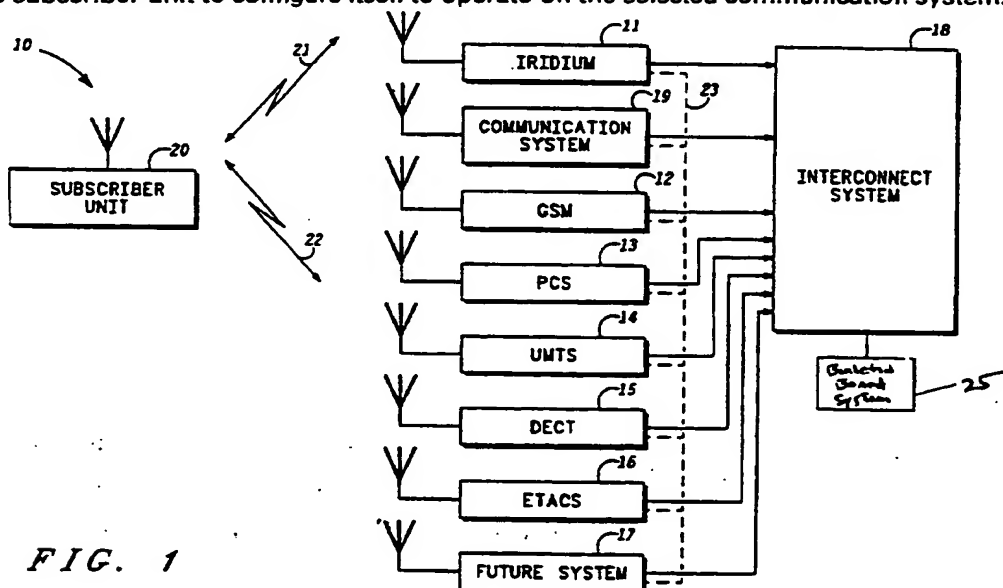 subscriber unit to configure itself to operate on the selected communication system.
10
21
11
18
IRIDIUM
19
23
COMMUNICATION
SYSTEM
20
SUBSCRIBER
UNIT
12
INTERCONNECT
SYSTEM
GSM
22
13
PCS
14
UMTS
Board
System
25
15
DECT
16
ETACS
17
FUTURE SYSTEM
FIG. 1